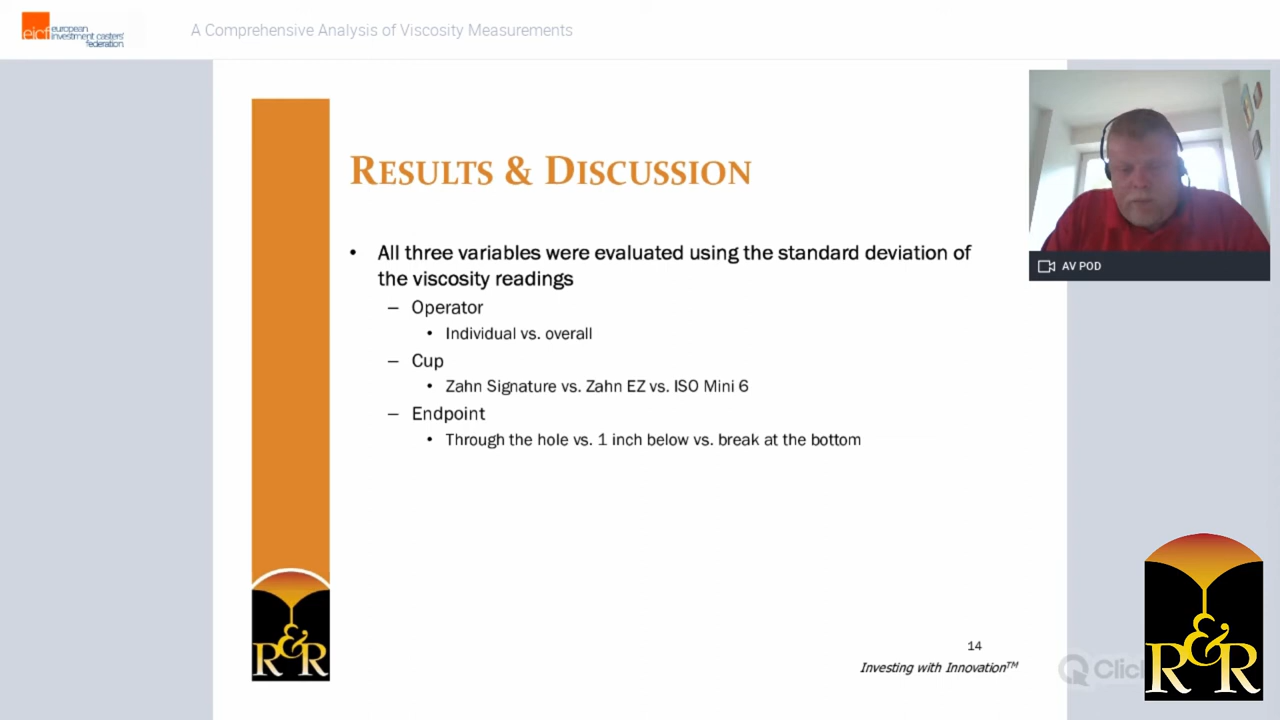 eicf european
investment casters'
federation.
A Comprehensive Analysis of Viscosity Measurements
RESULTS & DISCUSSION
• All three variables were evaluated using the standard deviation of
the viscosity readings
– Operator
• Individual vs. overall
– Cup
• Zahn Signature vs. Zahn EZ vs. ISO Mini 6
– Endpoint
• Through the hole vs. 1 inch below vs. break at the bottom
AV POD
R&R
14
Investing with Innovation™
Click
R&R